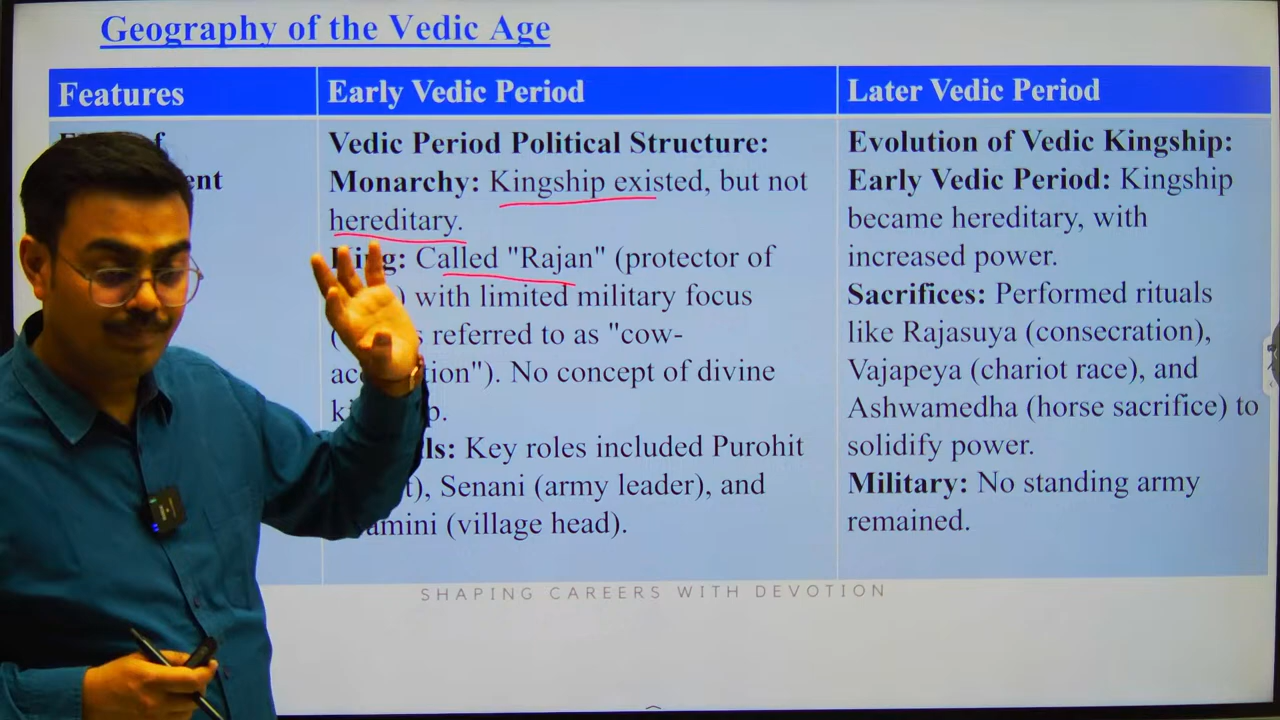 Geography of the Vedic Age
Features
Early Vedic Period
Later Vedic Period
Vedic Period Political Structure:
Monarchy: Kingship existed, but not
hereditary.
Called "Rajan" (protector of
) with limited military focus
referred to as "cow-
"). No concept of divine
Key roles included Purohit
), Senani (army leader), and
(village head).
Evolution of Vedic Kingship:
Early Vedic Period: Kingship
became hereditary, with
increased power.
Sacrifices: Performed rituals
like Rajasuya (consecration),
Vajapeya (chariot race), and
Ashwamedha (horse sacrifice) to
solidify power.
Military: No standing army
remained.
SHAPING CAREERS WITH DEVOTION